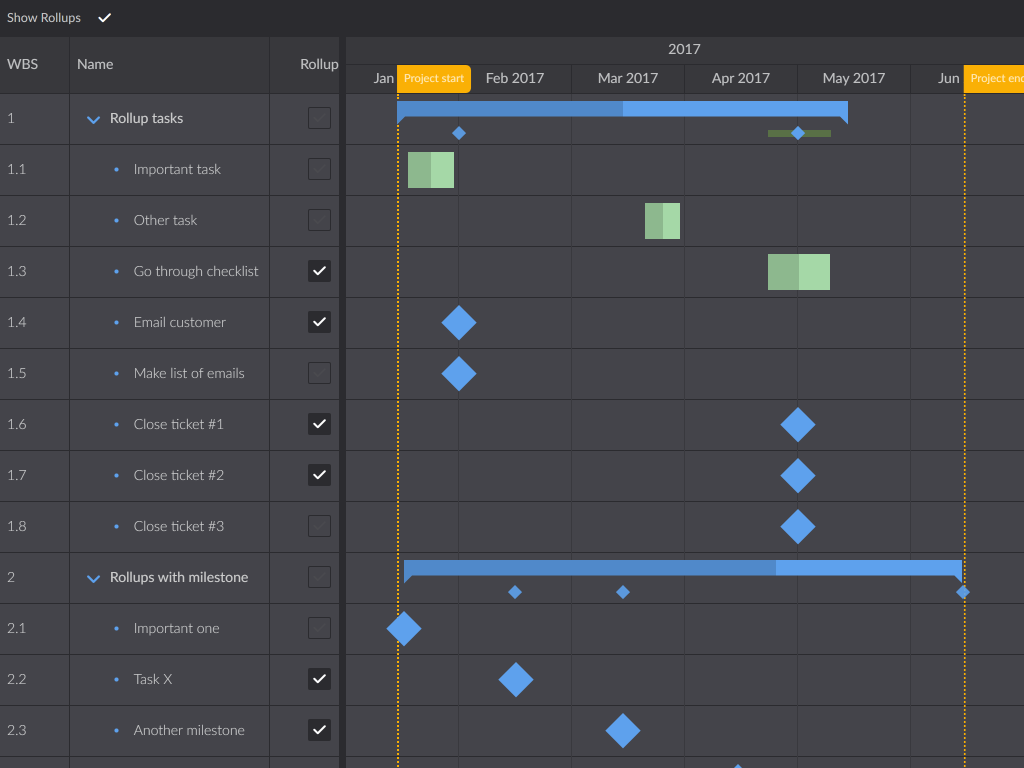 Show Rollups
WBS Name Rollup
2017
Jan Project start Feb 2017 Mar 2017 Apr 2017 May 2017 Jun Project end
1 Rollup tasks
1.1 Important task
1.2 Other task
1.3 Go through checklist
1.4 Email customer
1.5 Make list of emails
1.6 Close ticket #1
1.7 Close ticket #2
1.8 Close ticket #3
2 Rollups with milestone
2.1 Important one
2.2 Task X
2.3 Another milestone